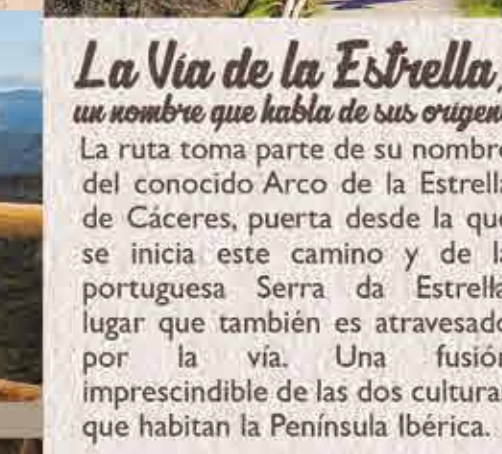 La Vía de la Estrella,
un nombre que habla de sus origen
La ruta toma parte de su nombre
del conocido Arco de la Estrella
de Cáceres, puerta desde la que
se inicia este camino y de la
portuguesa Serra da Estrella
lugar que también es atravesado
por la vía. Una fusión
imprescindible de las dos cultura
que habitan la Península Ibérica.